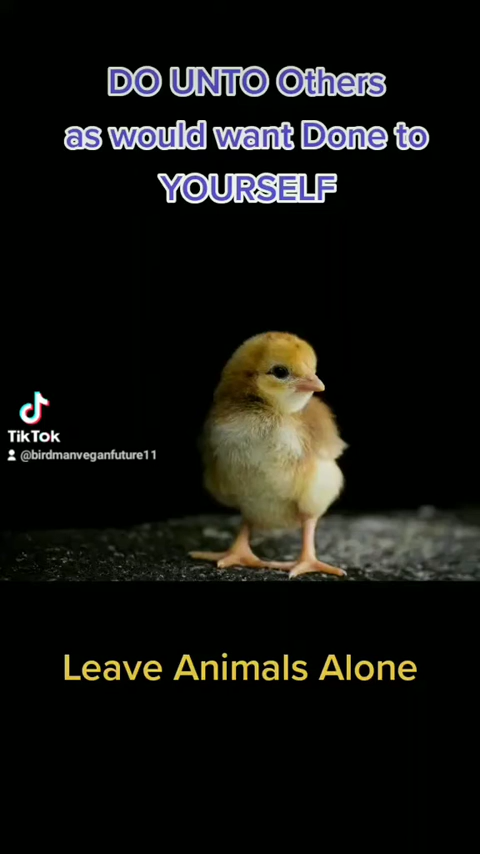 DO UNTO Others
as would want Done to
YOURSELF
TikTok
@birdmanveganfuture11
Leave Animals Alone